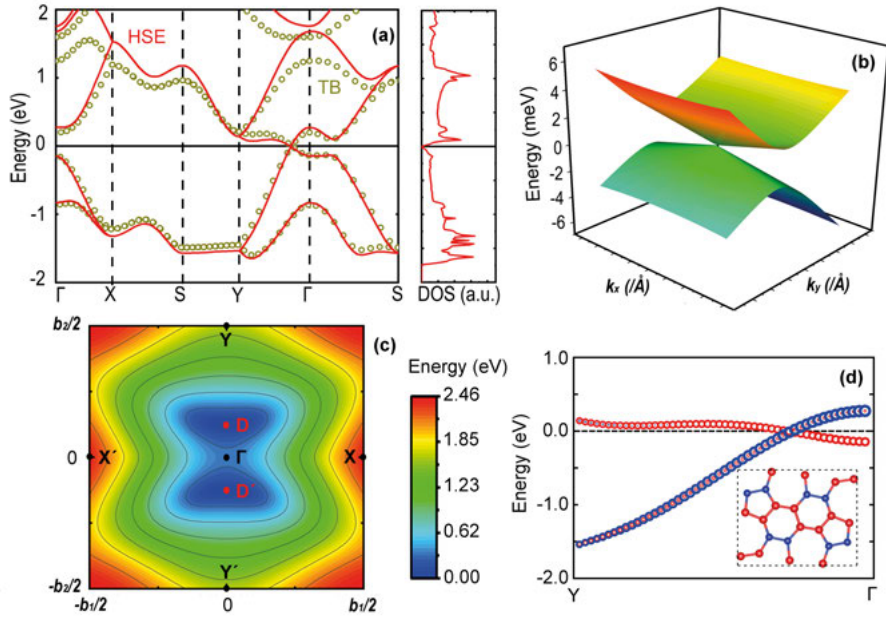 2
HSE
(a)
TB
1
0
-1
-2
Energy (eV)
Γ X S Y Γ S
DOS (a.u.)
(b)
6
4
2
0
-2
-4
-6
Energy (meV)
kx (/Å)
ky (/Å)
b2/2
Y
(c)
D
0
X´
Γ
X
D´
Y´
-b2/2
-b1/2
0
b1/2
Energy (eV)
2.46
1.85
1.23
0.62
0.00
1.0
(d)
0.0
-1.0
-2.0
Energy (eV)
Y
Γ